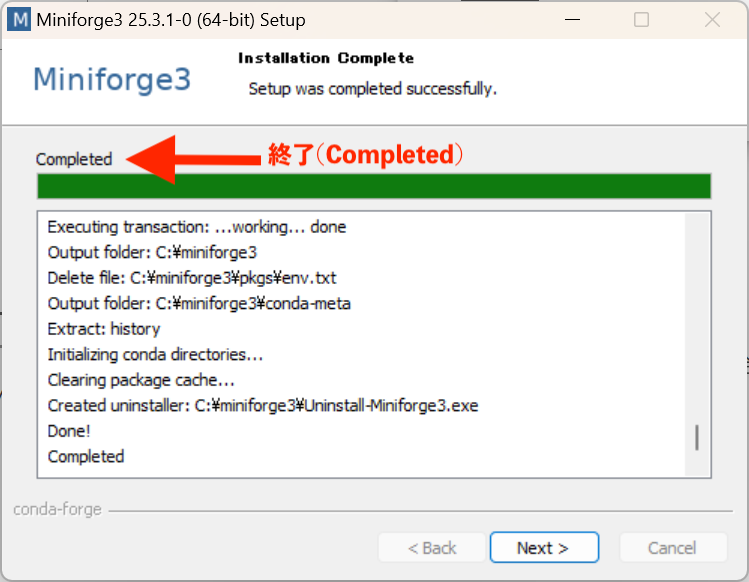 Miniforge3 25.3.1-0 (64-bit) Setup
Miniforge3
Installation Complete
Setup was completed successfully.
Completed
終了(Completed)
Executing transaction: ...working... done
Output folder: C:¥miniforge3
Delete file: C:¥miniforge3¥pkgs¥env.txt
Output folder: C:¥miniforge3¥conda-meta
Extract: history
Initializing conda directories...
Clearing package cache...
Created uninstaller: C:¥miniforge3¥Uninstall-Miniforge3.exe
Done!
Completed
conda-forge
< Back
Next >
Cancel